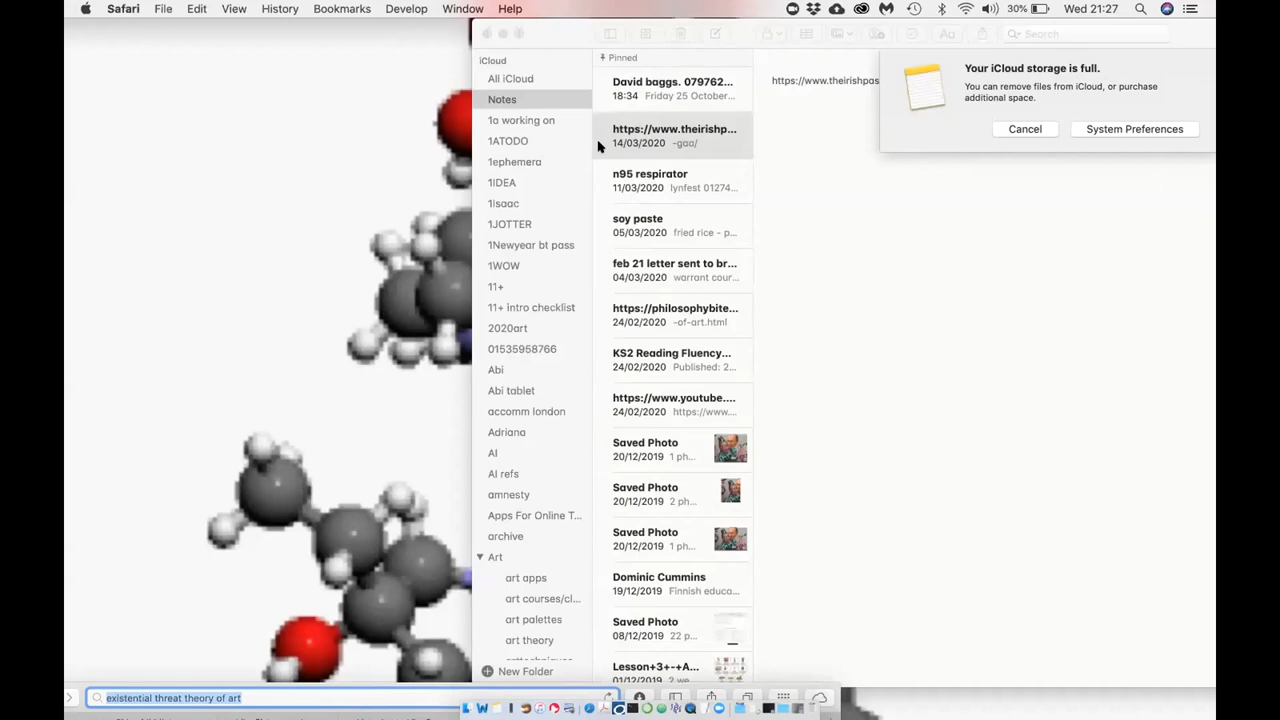 Safari File Edit View History Bookmarks Develop Window Help 30% Wed 21:27
Search
iCloud
All iCloud
Notes
1a working on
1ATODO
1ephemera
1IDEA
1Isaac
1JOTTER
1Newyear bt pass
1WOW
11+
11+ intro checklist
2020art
01535958766
Abi
Abi tablet
accomm london
Adriana
AI
AI refs
amnesty
Apps For Online T...
archive
Art
art apps
art courses/cl...
art palettes
art theory
New Folder
Pinned
David baggs. 079762...
18:34 Friday 25 October...
https://www.theirishp...
14/03/2020 -gaa/
n95 respirator
11/03/2020 lynfest 01274...
soy paste
05/03/2020 fried rice - p...
feb 21 letter sent to br...
04/03/2020 warrant cour...
https://philosophybite...
24/02/2020 -of-art.html
KS2 Reading Fluency...
24/02/2020 Published: 2...
https://www.youtube....
24/02/2020 https://www....
Saved Photo
20/12/2019 1 ph...
Saved Photo
20/12/2019 2 ph...
Saved Photo
20/12/2019 1 ph...
Dominic Cummins
19/12/2019 Finnish educa...
Saved Photo
08/12/2019 22 p...
Lesson+3+-+A...
01/12/2019 2 we...
https://www.theirishpas
Your iCloud storage is full.
You can remove files from iCloud, or purchase
additional space.
Cancel System Preferences
existential threat theory of art